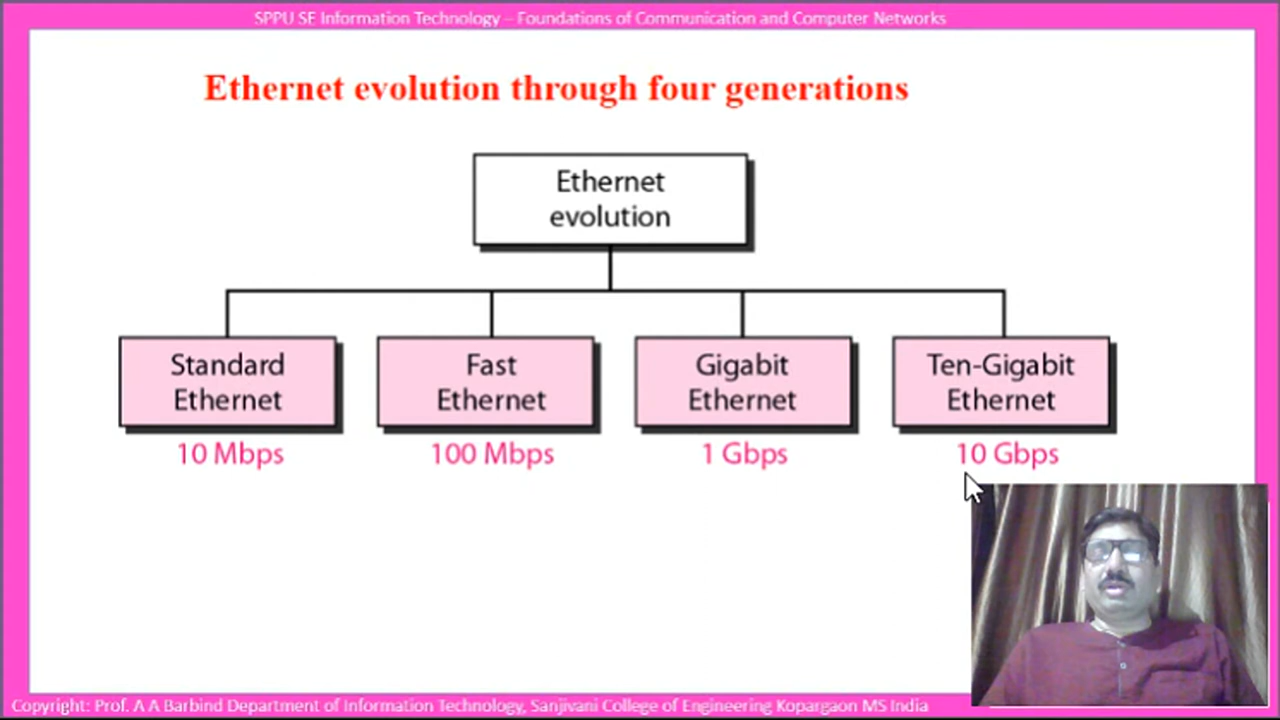 SPPU SE Information Technology – Foundations of Communication and Computer Networks
Ethernet evolution through four generations
Ethernet
evolution
Standard
Ethernet
Fast
Ethernet
Gigabit
Ethernet
Ten-Gigabit
Ethernet
10 Mbps
100 Mbps
1 Gbps
10 Gbps
Copyright: Prof. A A Barbind Department of Information Technology, Sanjivani College of Engineering Kopargaon MS India